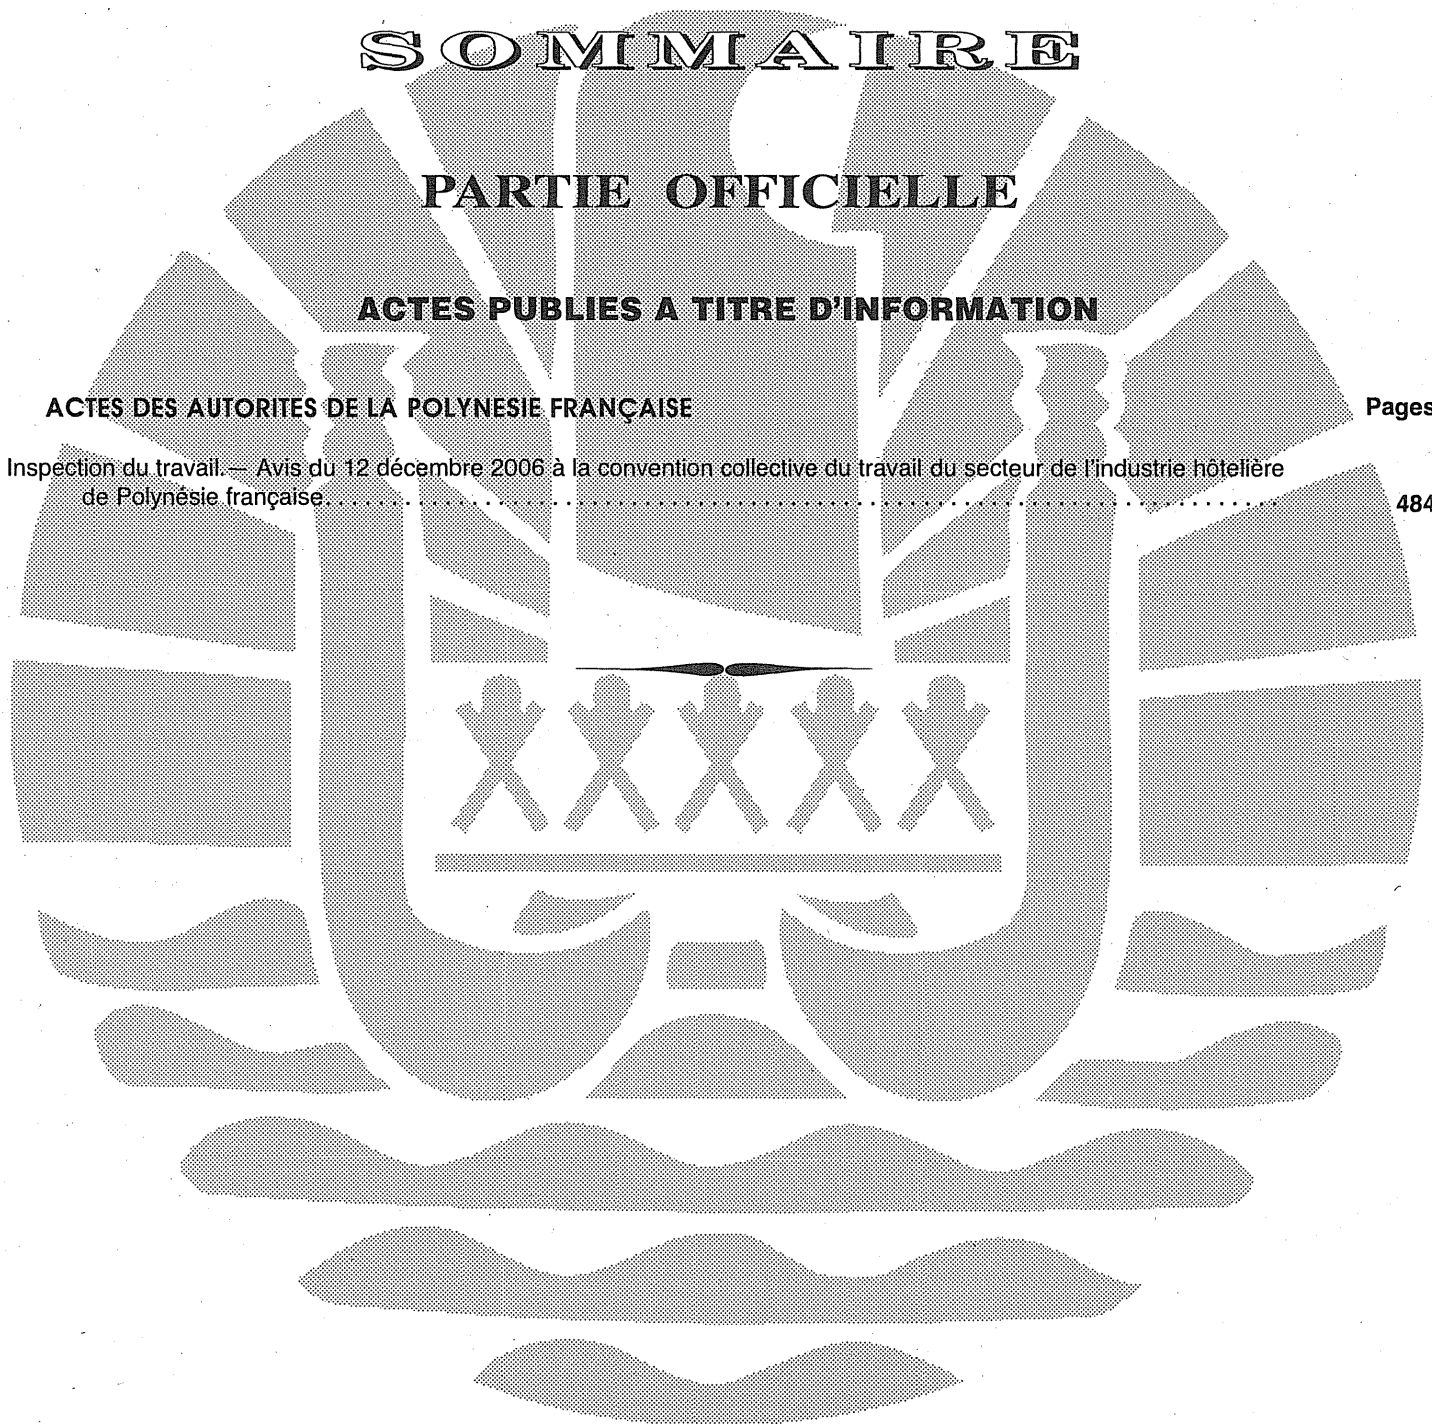 SOMMAIRE
PARTIE OFFICIELLE
ACTES PUBLIES A TITRE D'INFORMATION
ACTES DES AUTORITES DE LA POLYNESIE FRANÇAISE Pages
Inspection du travail.— Avis du 12 décembre 2006 à la convention collective du travail du secteur de l'industrie hôtelière
de Polynésie française. . . . . . . . . . . . . . . . . . . . . . . . . . . . . . . . . . . . . . . . . . . . . . . . . . . . . . . . . . . . . . . . . . . . . . 484